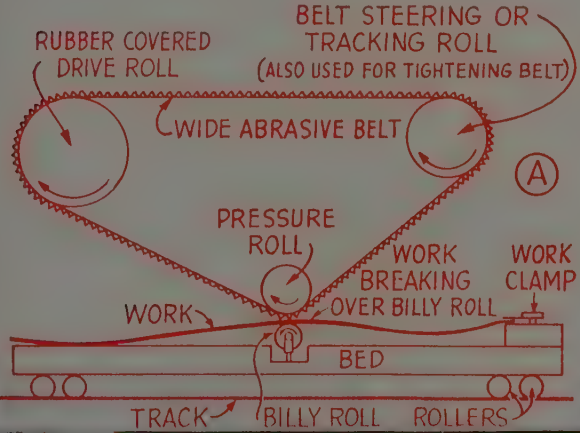 BELT STEERING OR
TRACKING ROLL
(ALSO USED FOR TIGHTENING BELT)
RUBBER COVERED
DRIVE ROLL
WIDE ABRASIVE BELT
A
PRESSURE
ROLL
WORK
BREAKING
OVER BILLY ROLL
WORK
CLAMP
WORK
BED
TRACK
BILLY ROLL
ROLLERS